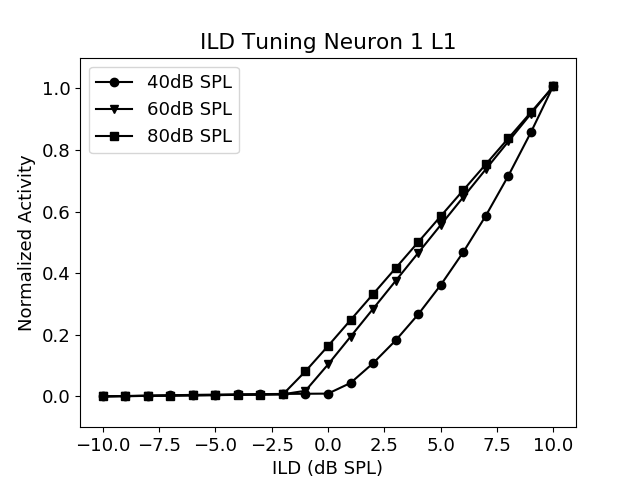 ILD Tuning Neuron 1 L1
40dB SPL
60dB SPL
80dB SPL
Normalized Activity
1.0
0.8
0.6
0.4
0.2
0.0
−10.0 −7.5 −5.0 −2.5 0.0 2.5 5.0 7.5 10.0
ILD (dB SPL)